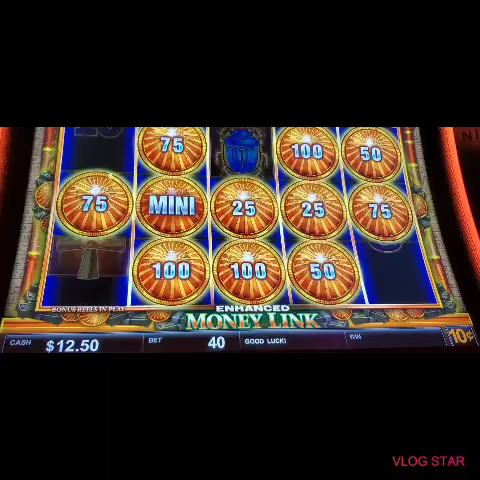 75 100 50
75 MINI 25 25 75
100 100 50
BONUS REELS IN PLAY
ENHANCED
MONEY LINK
CASH $12.50 BET 40 GOOD LUCK! WIN 10¢
VLOG STAR